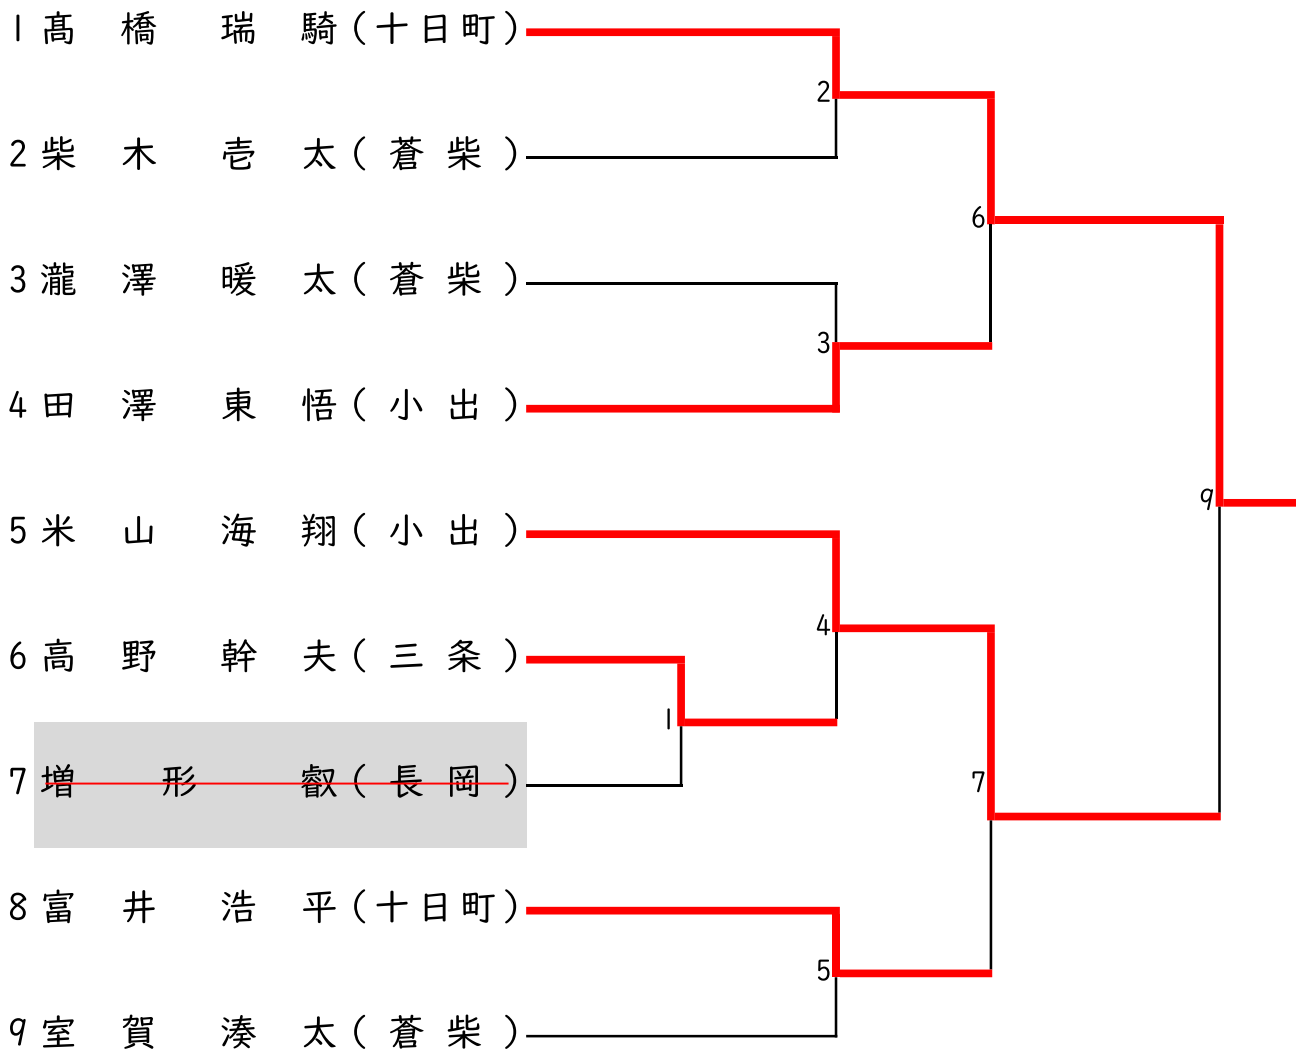 1 髙橋 瑞騎(十日町)
2
2 柴木 壱太(蒼柴)
6
3 瀧澤 暖太(蒼柴)
3
4 田澤 東悟(小出)
9
5 米山 海翔(小出)
4
6 高野 幹夫(三条)
1
7 増形 叡(長岡)
7
8 富井 浩平(十日町)
5
9 室賀 湊太(蒼柴)